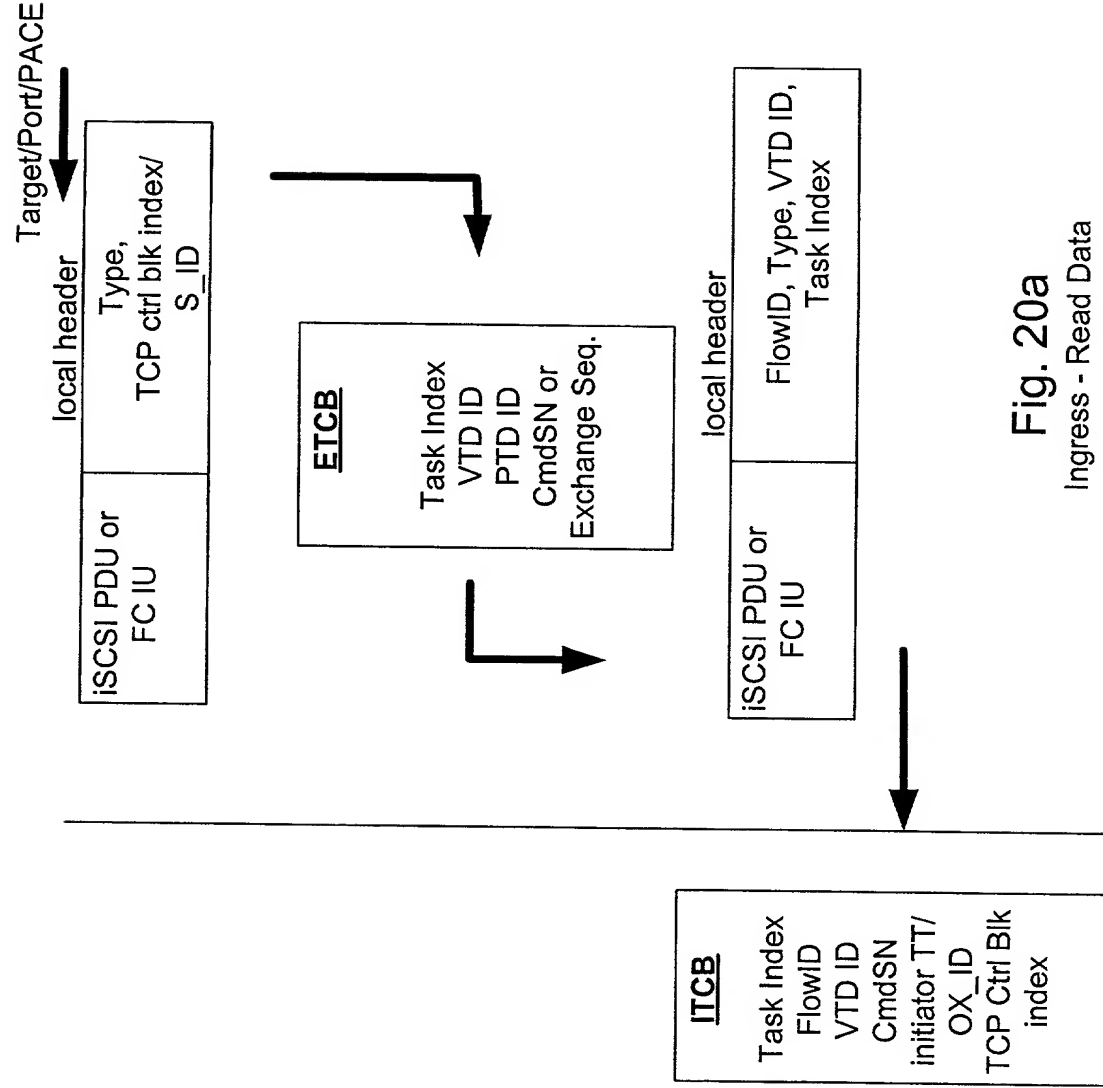 Target/Port/PACE
local header
iSCSI PDU or
FC IU
Type,
TCP ctrl blk index/
S_ID
ETCB
Task Index
VTD ID
PTD ID
CmdSN or
Exchange Seq.
local header
iSCSI PDU or
FC IU
FlowID, Type, VTD ID,
Task Index
ITCB
Task Index
FlowID
VTD ID
CmdSN
initiator TT/
OX_ID
TCP Ctrl Blk
index
Fig. 20a
Ingress - Read Data